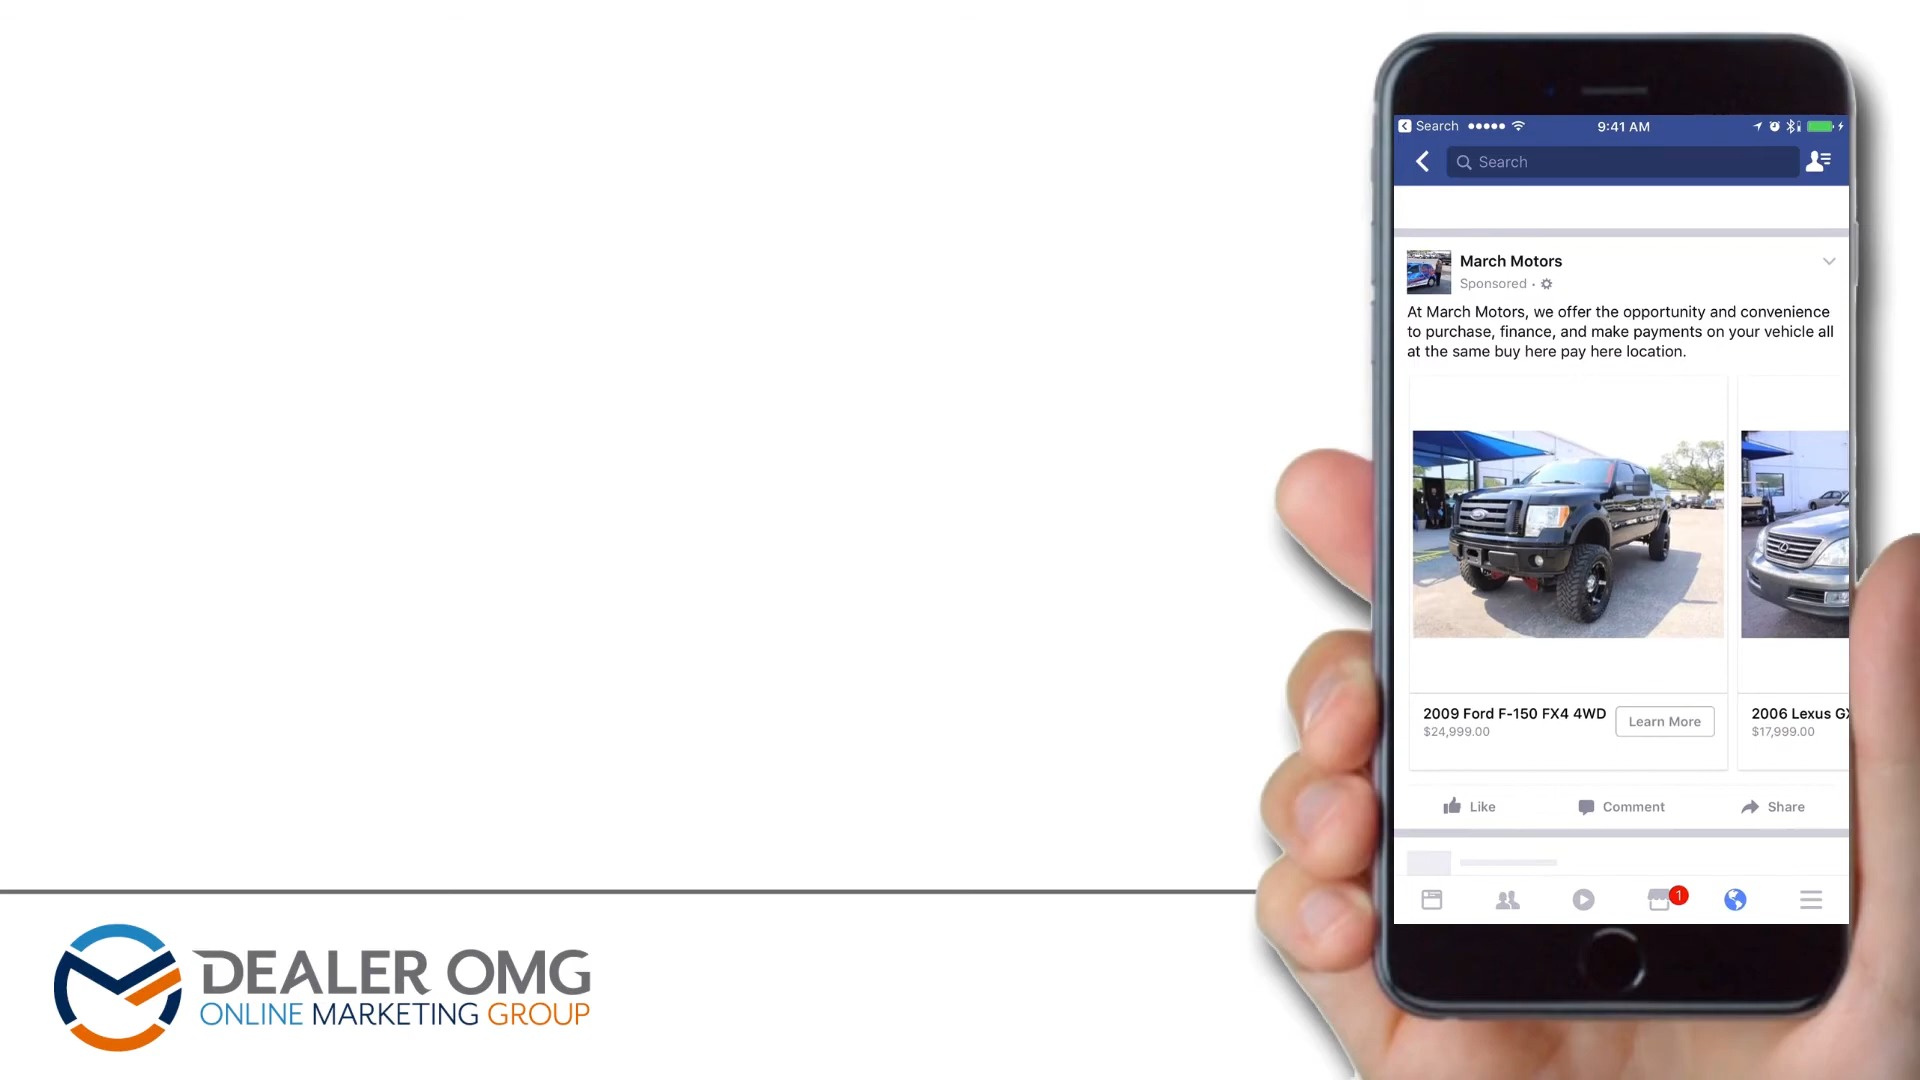 Search
9:41 AM
Search
March Motors
Sponsored
At March Motors, we offer the opportunity and convenience
to purchase, finance, and make payments on your vehicle all
at the same buy here pay here location.
2009 Ford F-150 FX4 4WD
$24,999.00
Learn More
2006 Lexus
$17,999.00
Like
Comment
Share
1
DEALER OMG
ONLINE MARKETING GROUP